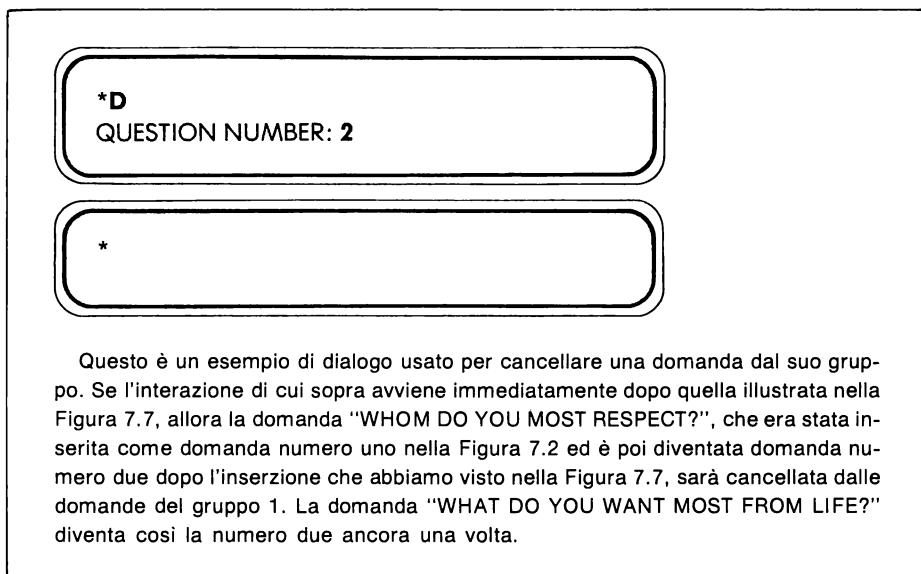 *D
QUESTION NUMBER: 2
*
Questo è un esempio di dialogo usato per cancellare una domanda dal suo grup-
po. Se l'interazione di cui sopra avviene immediatamente dopo quella illustrata nella
Figura 7.7, allora la domanda "WHOM DO YOU MOST RESPECT?", che era stata in-
serita come domanda numero uno nella Figura 7.2 ed è poi diventata domanda nu-
mero due dopo l'inserzione che abbiamo visto nella Figura 7.7, sarà cancellata dalle
domande del gruppo 1. La domanda "WHAT DO YOU WANT MOST FROM LIFE?"
diventa così la numero due ancora una volta.